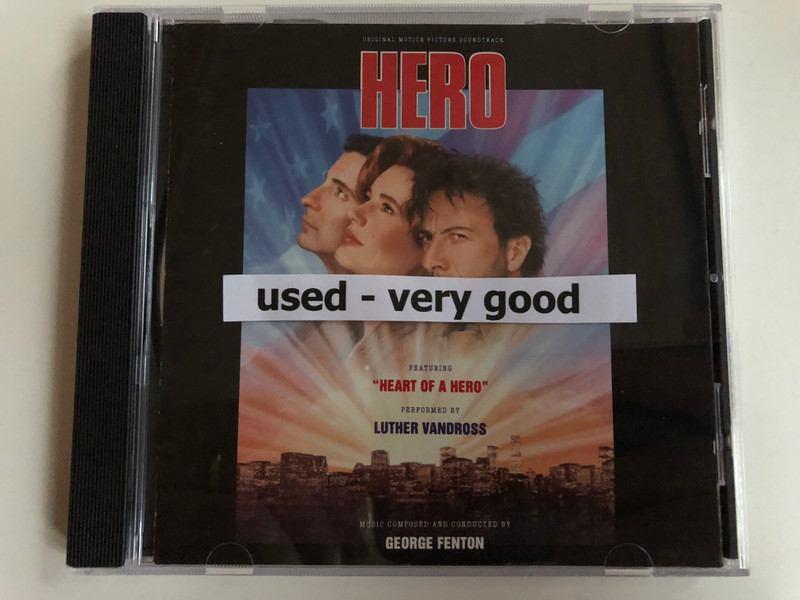 ORIGINAL MOTION PICTURE SOUNDTRACK
HERO
used - very good
FEATURING
"HEART OF A HERO"
PERFORMED BY
LUTHER VANDROSS
MUSIC COMPOSED AND CONDUCTED BY
GEORGE FENTON